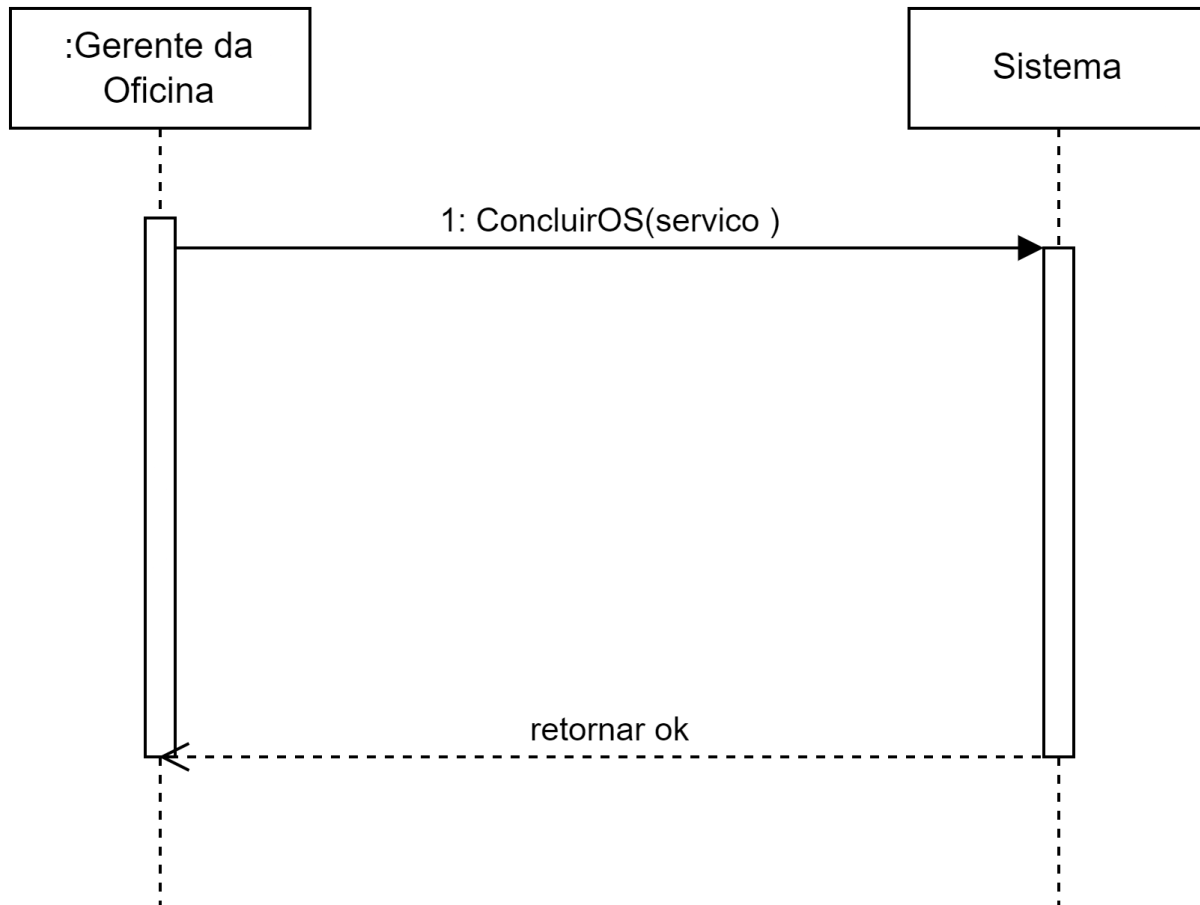 :Gerente da
Oficina
Sistema
1: ConcluirOS(servico )
retornar ok